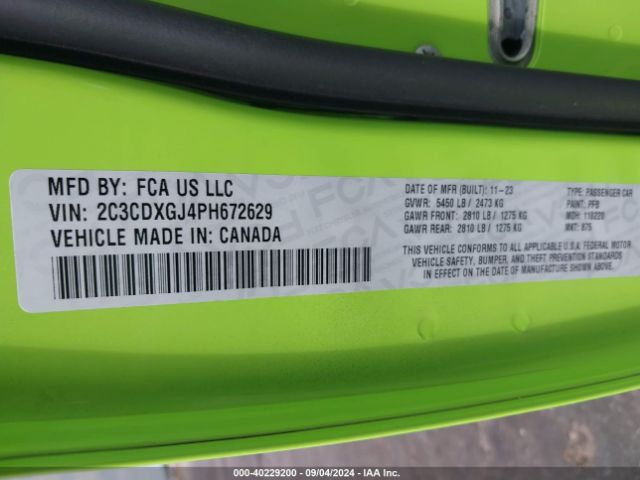 MFD BY: FCA US LLC
VIN: 2C3CDXGJ4PH672629
VEHICLE MADE IN: CANADA
DATE OF MFR (BUILT): 11-23
GVWR: 5450 LB / 2473 KG
GAWR FRONT: 2810 LB / 1275 KG
GAWR REAR: 2810 LB / 1275 KG
TYPE: PASSENGER CAR
PAINT: PFB
MDH: 110220
MKT: 875
THIS VEHICLE CONFORMS TO ALL APPLICABLE U.S.A. FEDERAL MOTOR
VEHICLE SAFETY, BUMPER, AND THEFT PREVENTION STANDARDS
IN EFFECT ON THE DATE OF MANUFACTURE SHOWN ABOVE.
000-40229200 - 09/04/2024 - IAA Inc.